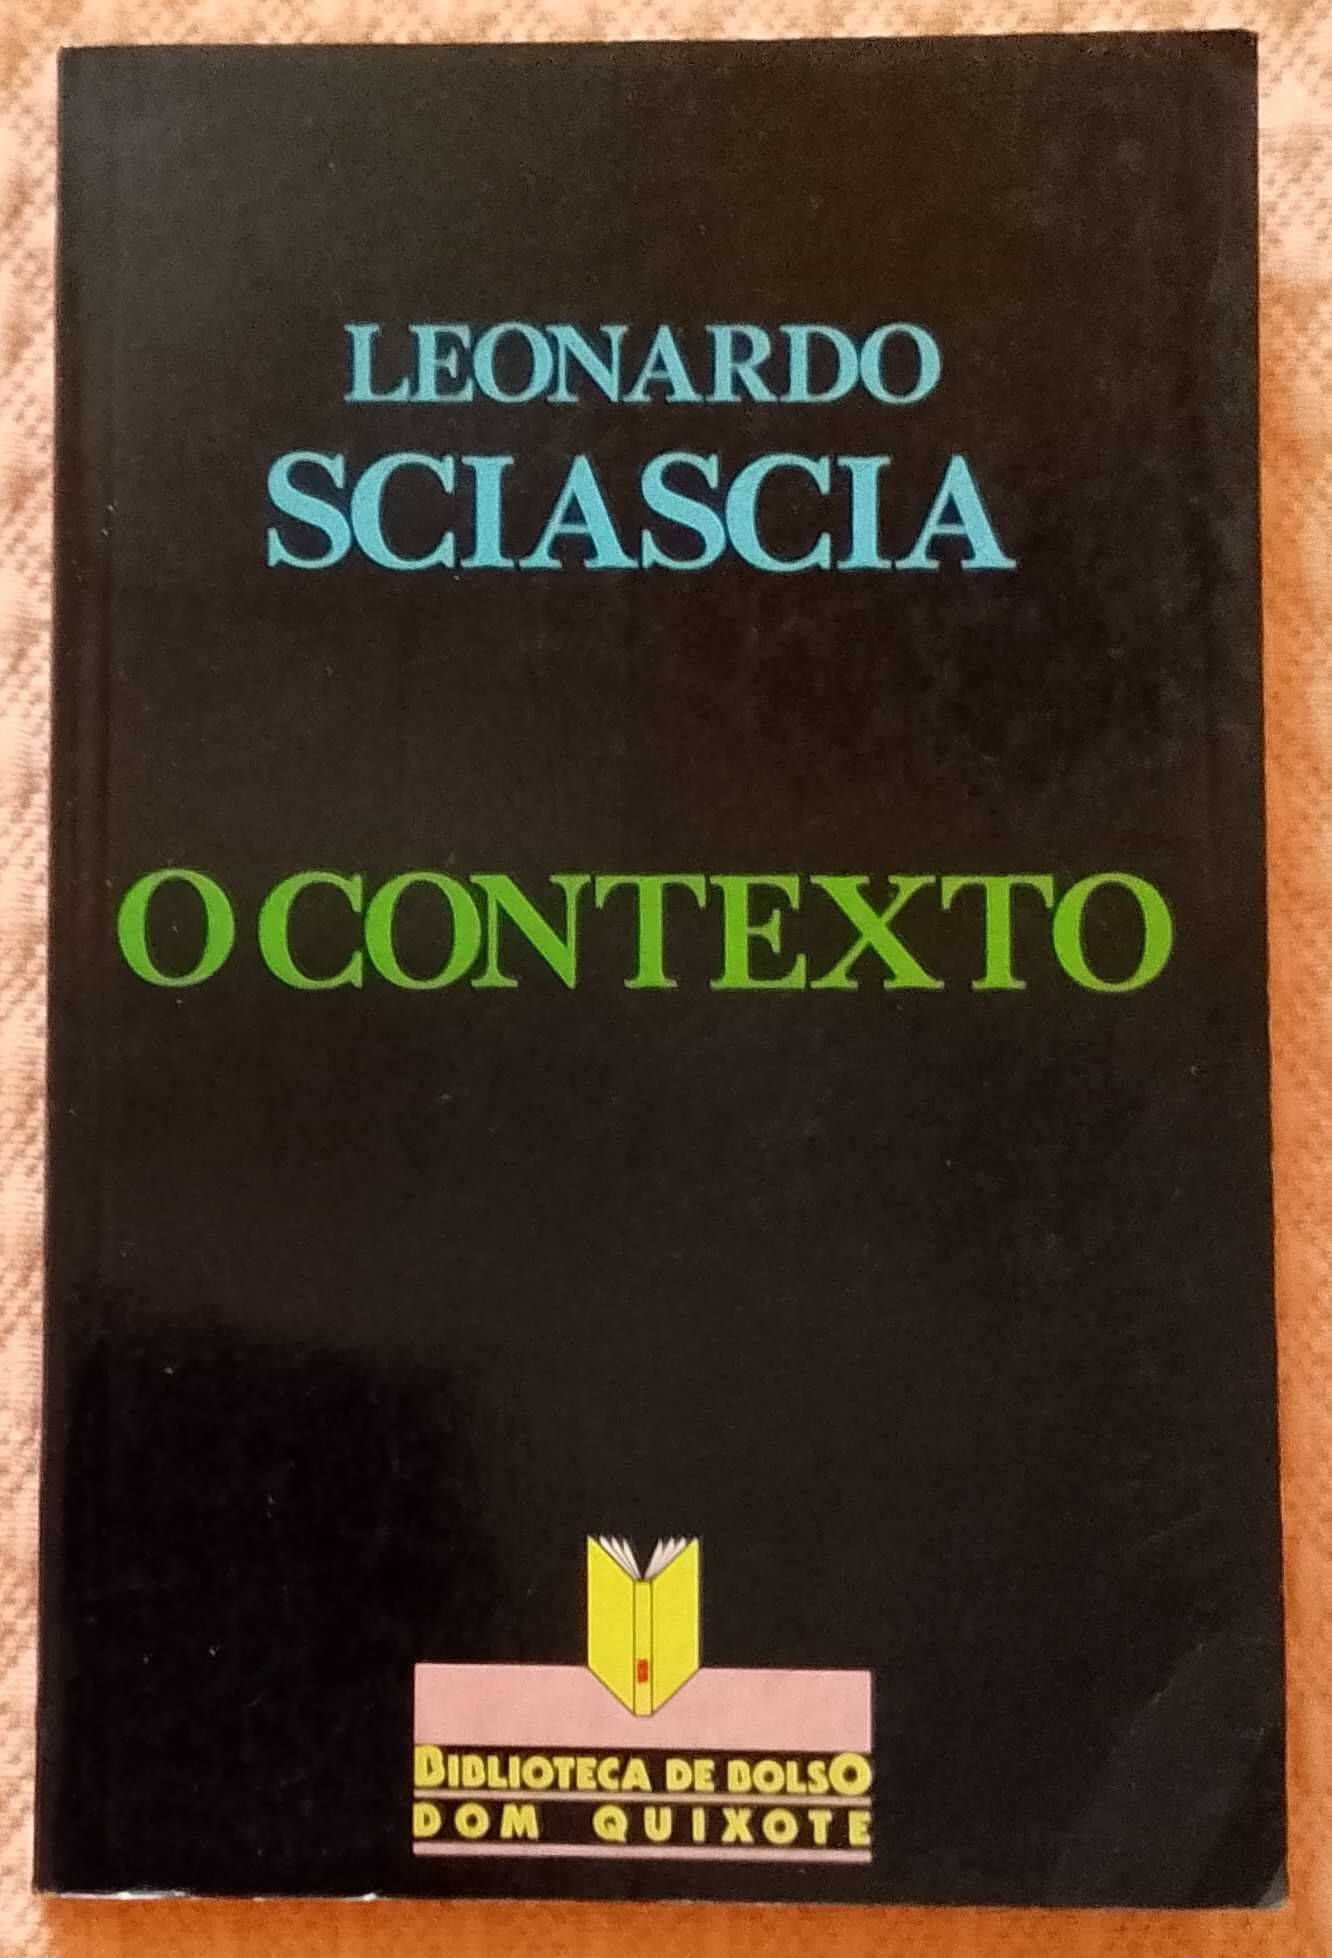 LEONARDO
SCIASCIA
O CONTEXTO
BIBLIOTECA DE BOLSO
DOM QUIXOTE